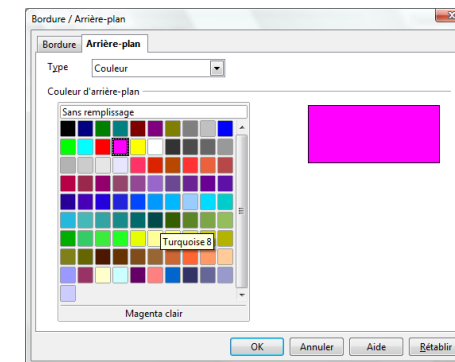 Bordure / Arrière-plan
Bordure Arrière-plan
Type Couleur
Couleur d'arrière-plan
Sans remplissage
Turquoise 8
Magenta clair
OK Annuler Aide Rétablir